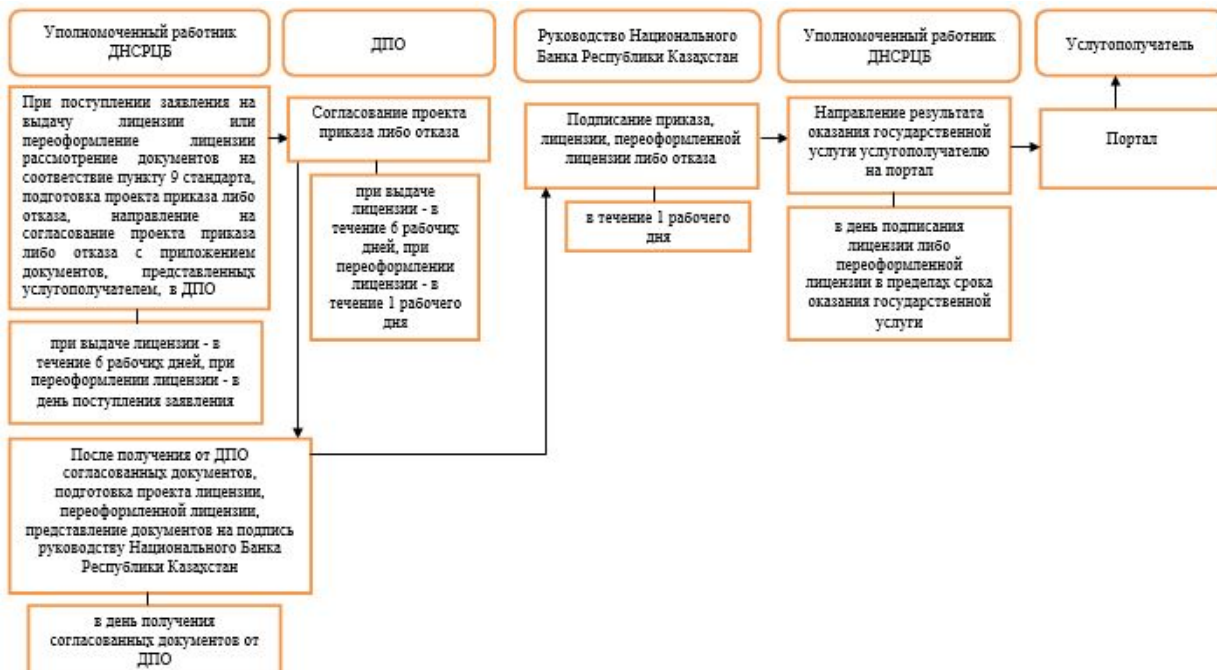 Уполномоченный работник
ДНСРЦБ
ДПО
Руководство Национального
Банка Республики Казахстан
Уполномоченный работник
ДНСРЦБ
Услугополучатель
При поступлении заявления на
выдачу лицензии или
переоформление лицензии
рассмотрение документов на
соответствие пункту 9 стандарта,
подготовка проекта приказа либо
отказа, направление на
согласование проекта приказа
либо отказа с приложением
документов, представленных
услугополучателем, в ДПО
при выдаче лицензии - в
течение 6 рабочих дней, при
переоформлении лицензии - в
день поступления заявления
Согласование проекта
приказа либо отказа
при выдаче
лицензии - в
течение 6 рабочих
дней, при
переоформлении
лицензии - в
течение 1 рабочего
дня
После получения от ДПО
согласованных документов,
подготовка проекта лицензии,
переоформленной лицензии,
представление документов на подпись
руководству Национального Банка
Республики Казахстан
в день получения
согласованных документов от
ДПО
Подписание приказа,
лицензии, переоформленной
лицензии либо отказа
в течение 1 рабочего
дня
Направление результата
оказания государственной
услуги услугополучателю
на портал
в день подписания
лицензии либо
переоформленной
лицензии в пределах срока
оказания государственной
услуги
Портал